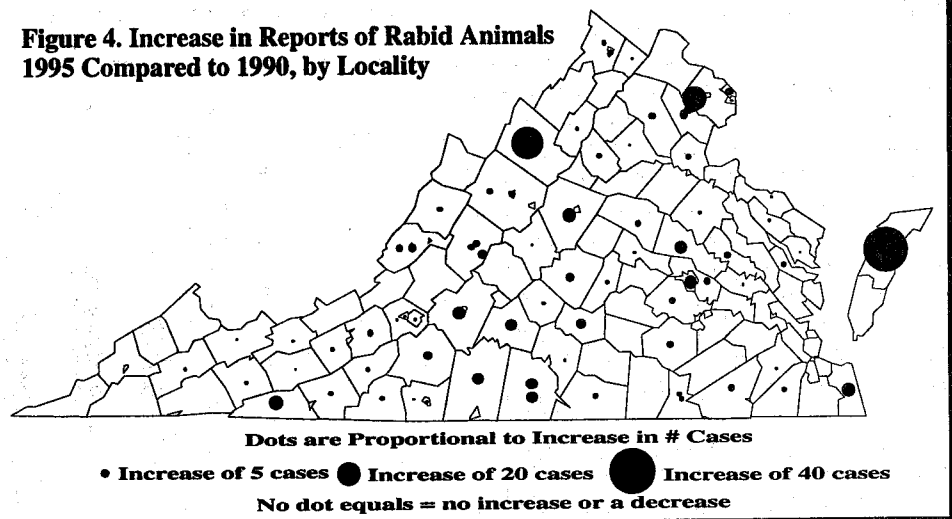 Figure 4. Increase in Reports of Rabid Animals
1995 Compared to 1990, by Locality
Dots are Proportional to Increase in # Cases
Increase of 5 cases Increase of 20 cases Increase of 40 cases
No dot equals = no increase or a decrease